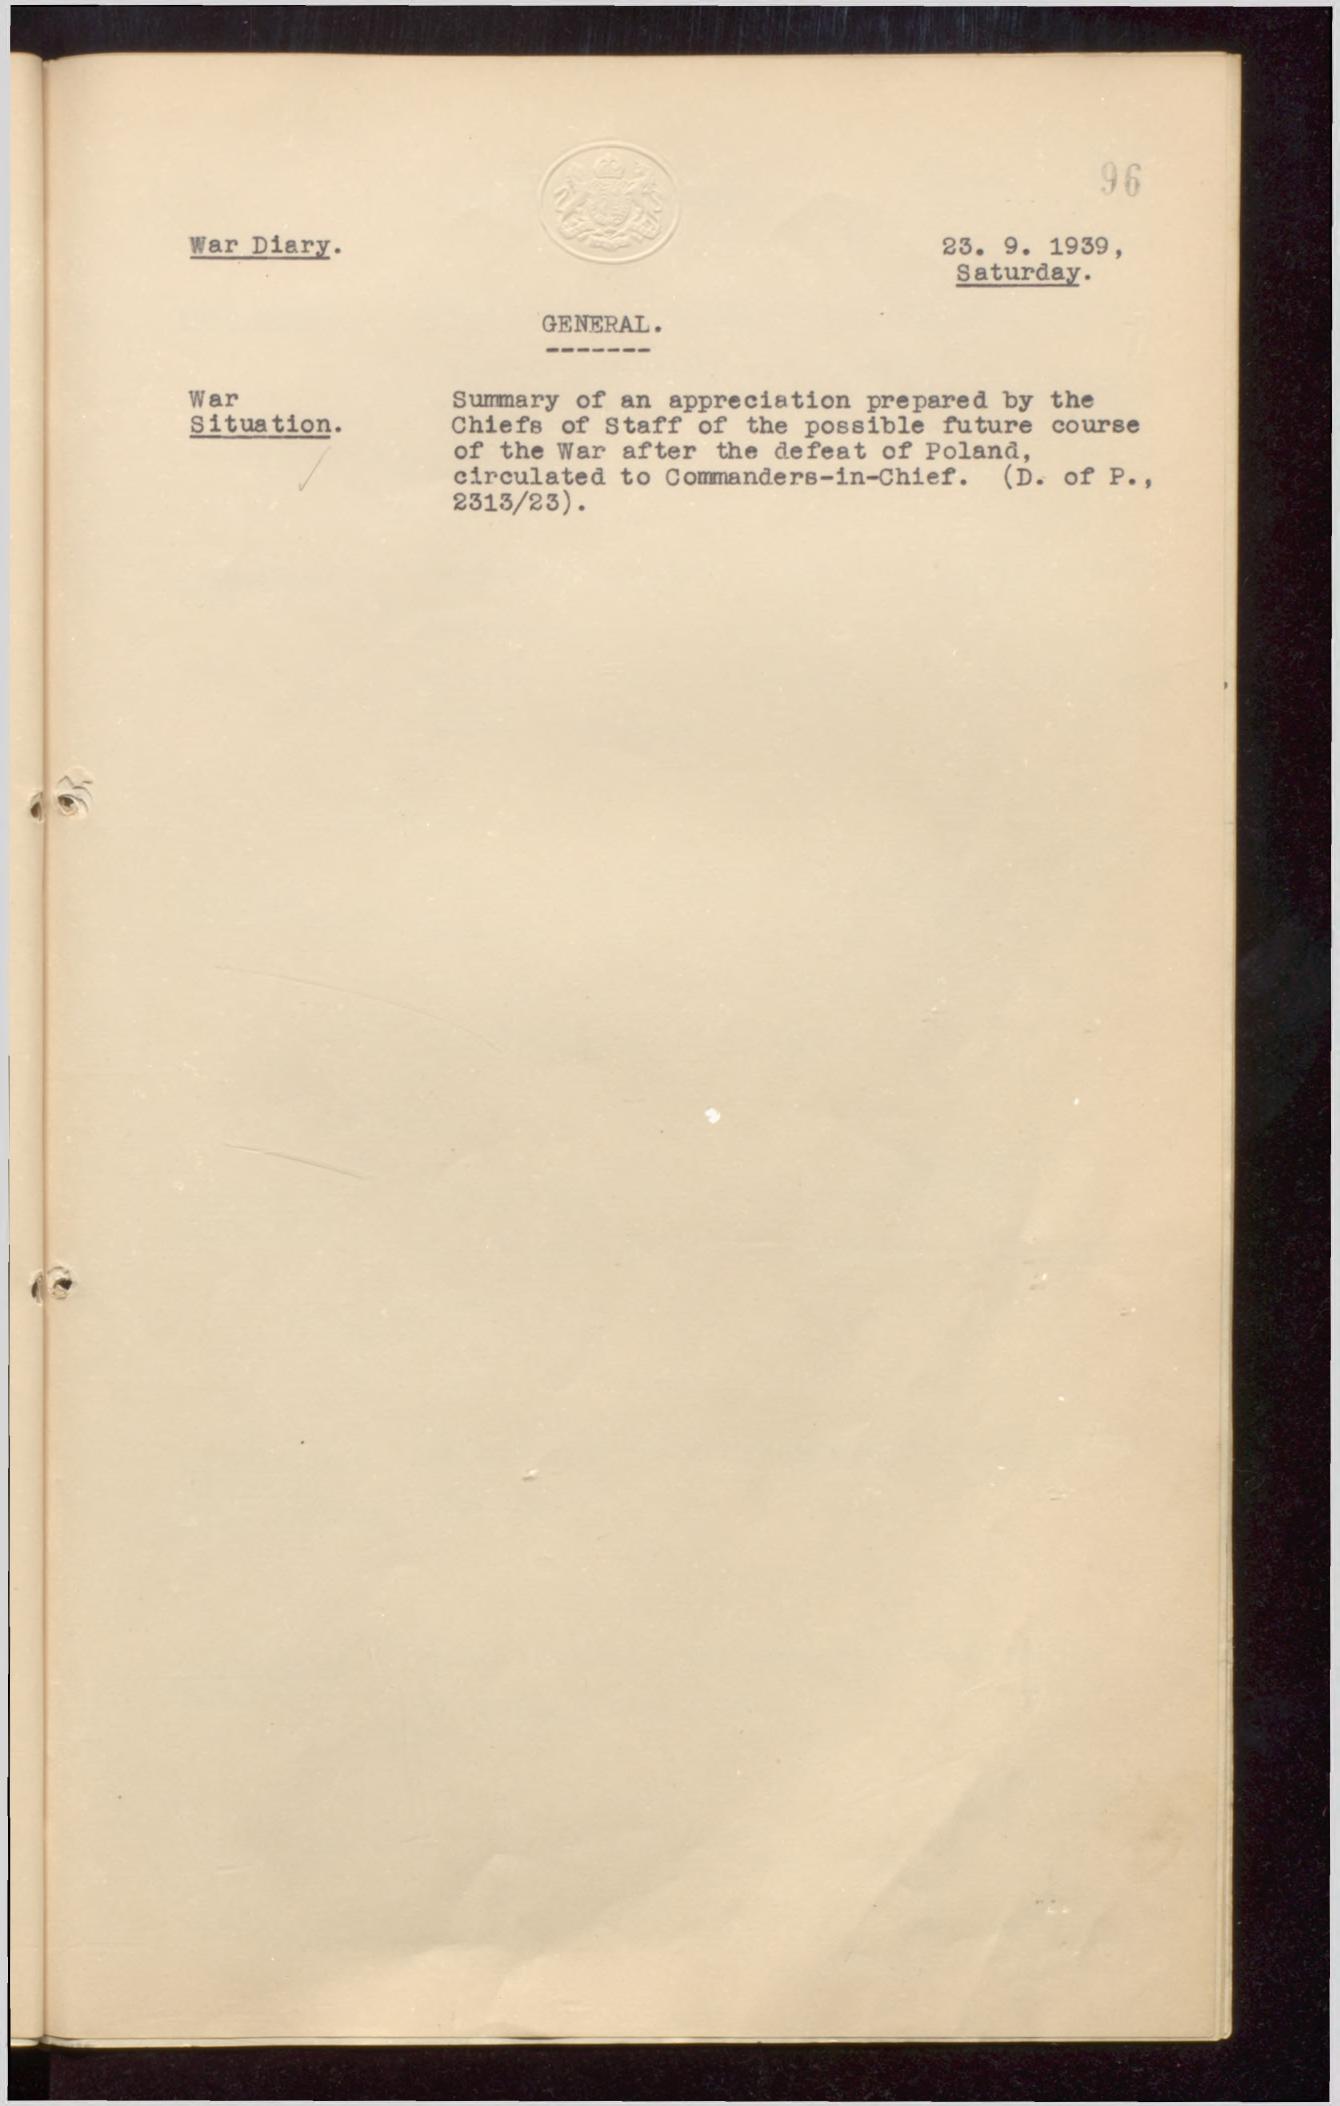 96
War Diary.
23. 9. 1939,
Saturday.
GENERAL.
-------
War
Situation.
Summary of an appreciation prepared by the
Chiefs of Staff of the possible future course
of the War after the defeat of Poland,
circulated to Commanders-in-Chief.  (D. of P.,
2313/23).